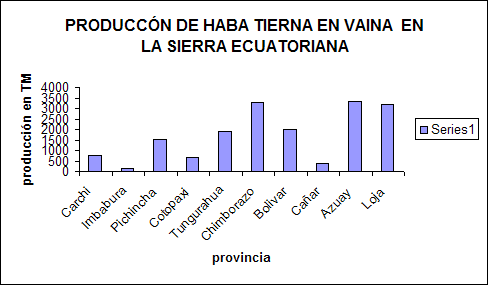 PRODUCCÓN DE HABA TIERNA EN VAINA EN
LA SIERRA ECUATORIANA
producción en TM
4000
3500
3000
2500
2000
1500
1000
500
0
Carchi
Imbabura
Pichincha
Cotopaxi
Tungurahua
Chimborazo
Bolivar
Cañar
Azuay
Loja
provincia
Series1